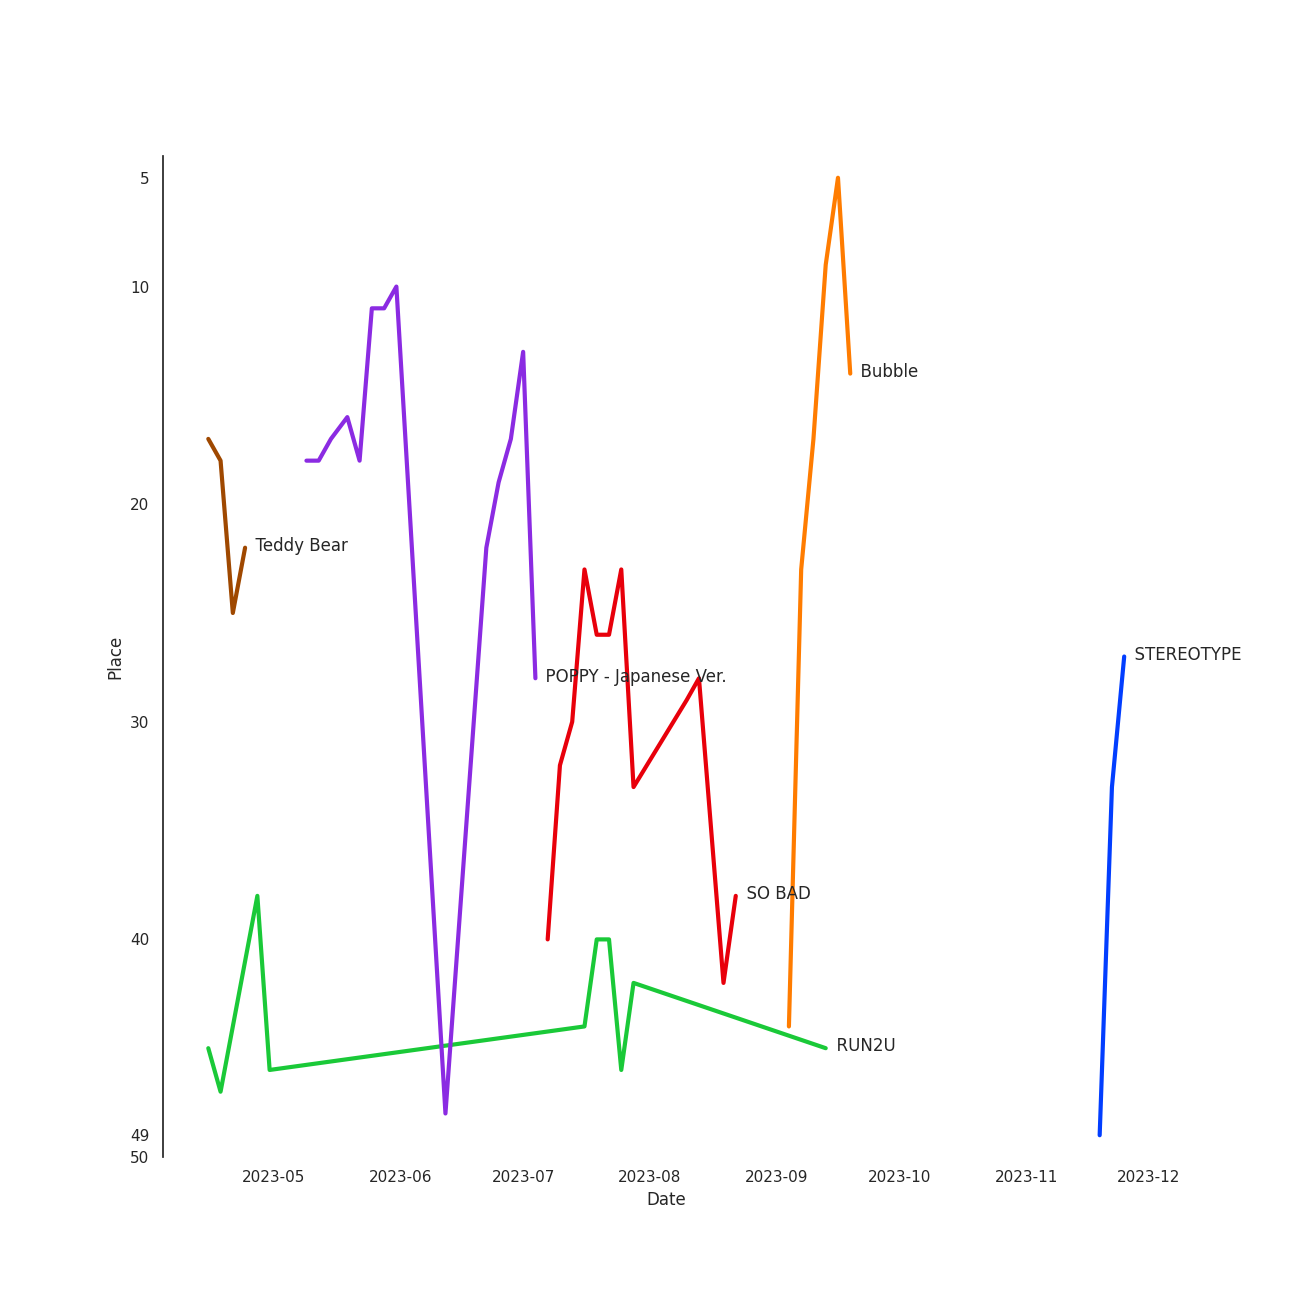 5
10
Bubble
20
Teddy Bear
Place
STEREOTYPE
POPPY - Japanese Ver.
30
SO BAD
40
RUN2U
49
50
2023-05 2023-06 2023-07 2023-08 2023-09 2023-10 2023-11 2023-12
Date